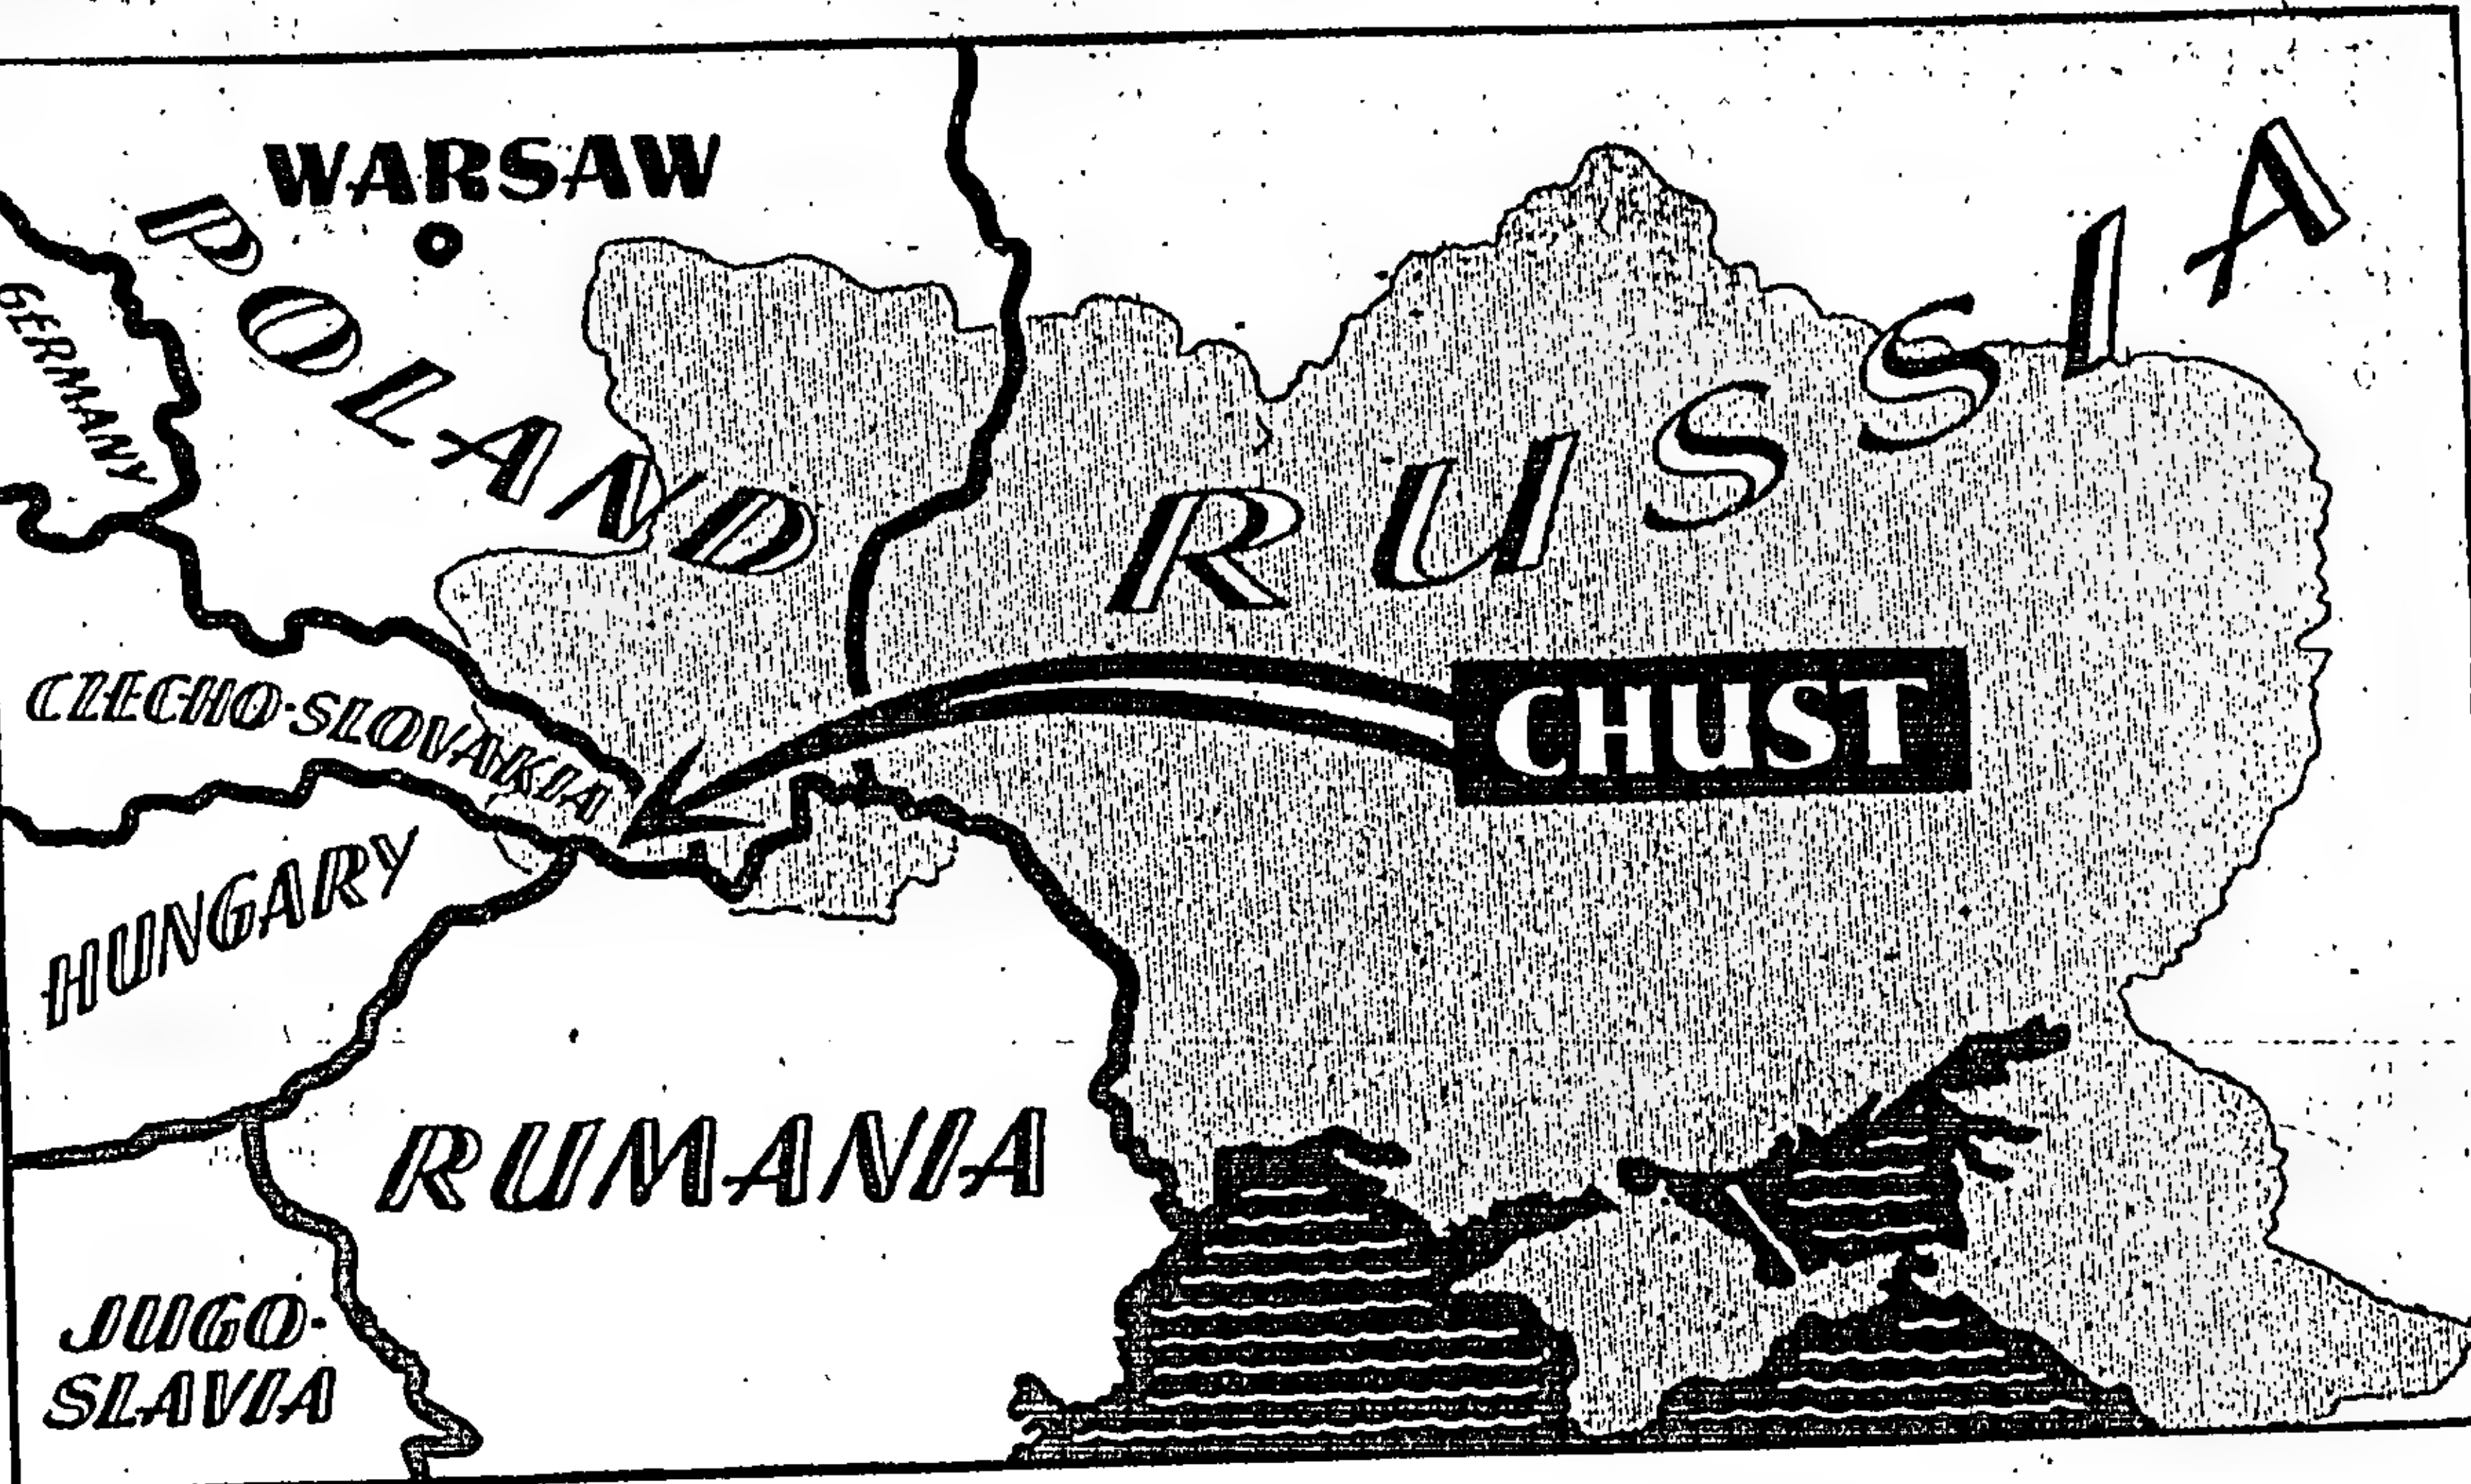 WARSAW
POLAND
GERMANY
RUSSIA
CZECHO-SLOVAKIA
CHUST
HUNGARY
RUMANIA
JUGO-
SLAVIA